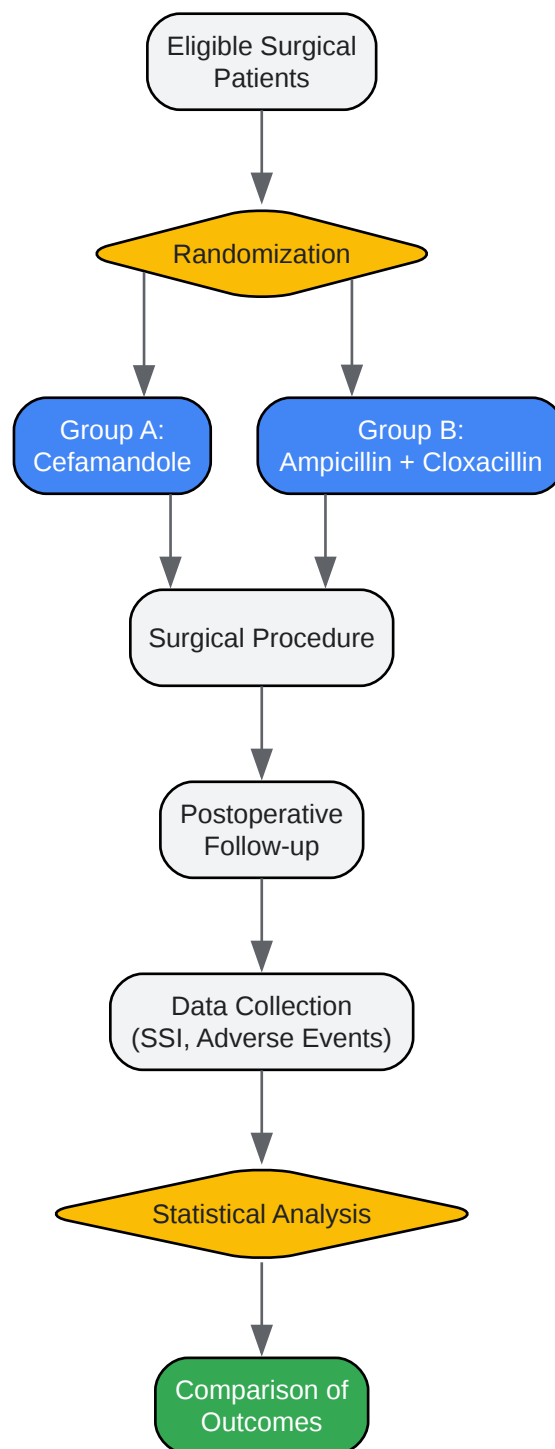 Eligible Surgical
Patients
Randomization
Group A:
Cefamandole
Group B:
Ampicillin + Cloxacillin
Surgical Procedure
Postoperative
Follow-up
Data Collection
(SSI, Adverse Events)
Statistical Analysis
Comparison of
Outcomes